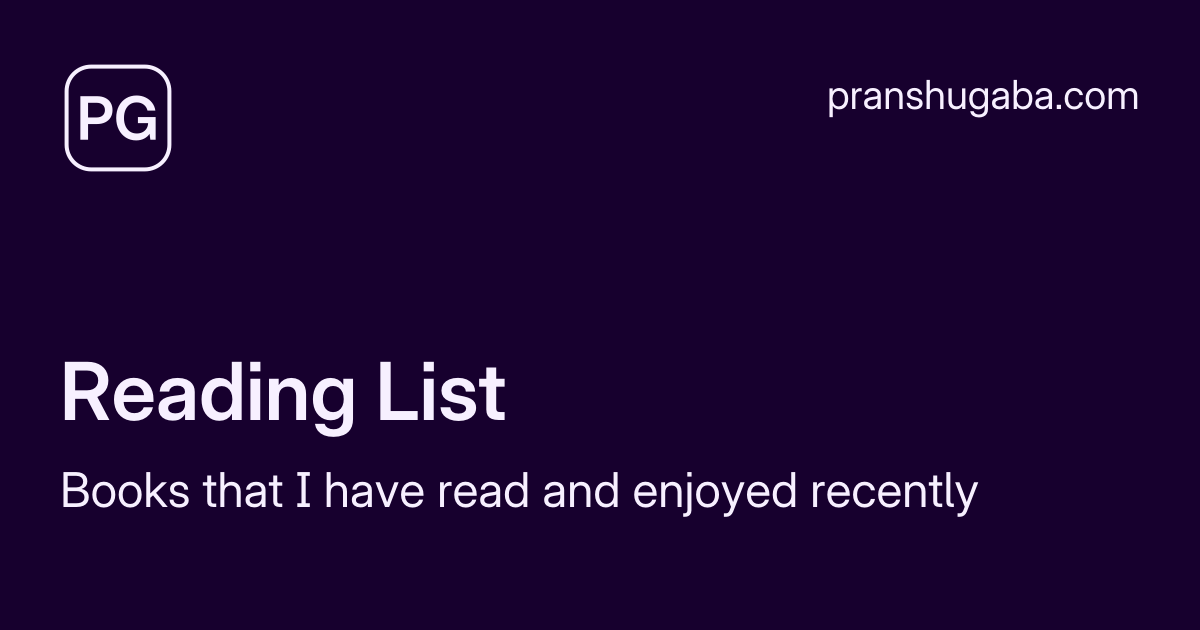 PG
pranshugaba.com
Reading List
Books that I have read and enjoyed recently